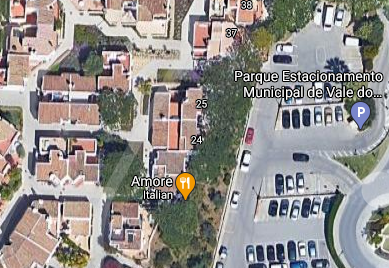 38
37
Parque Estacionamento
Municipal de Vale do...
P
25
24
Amore
Italian